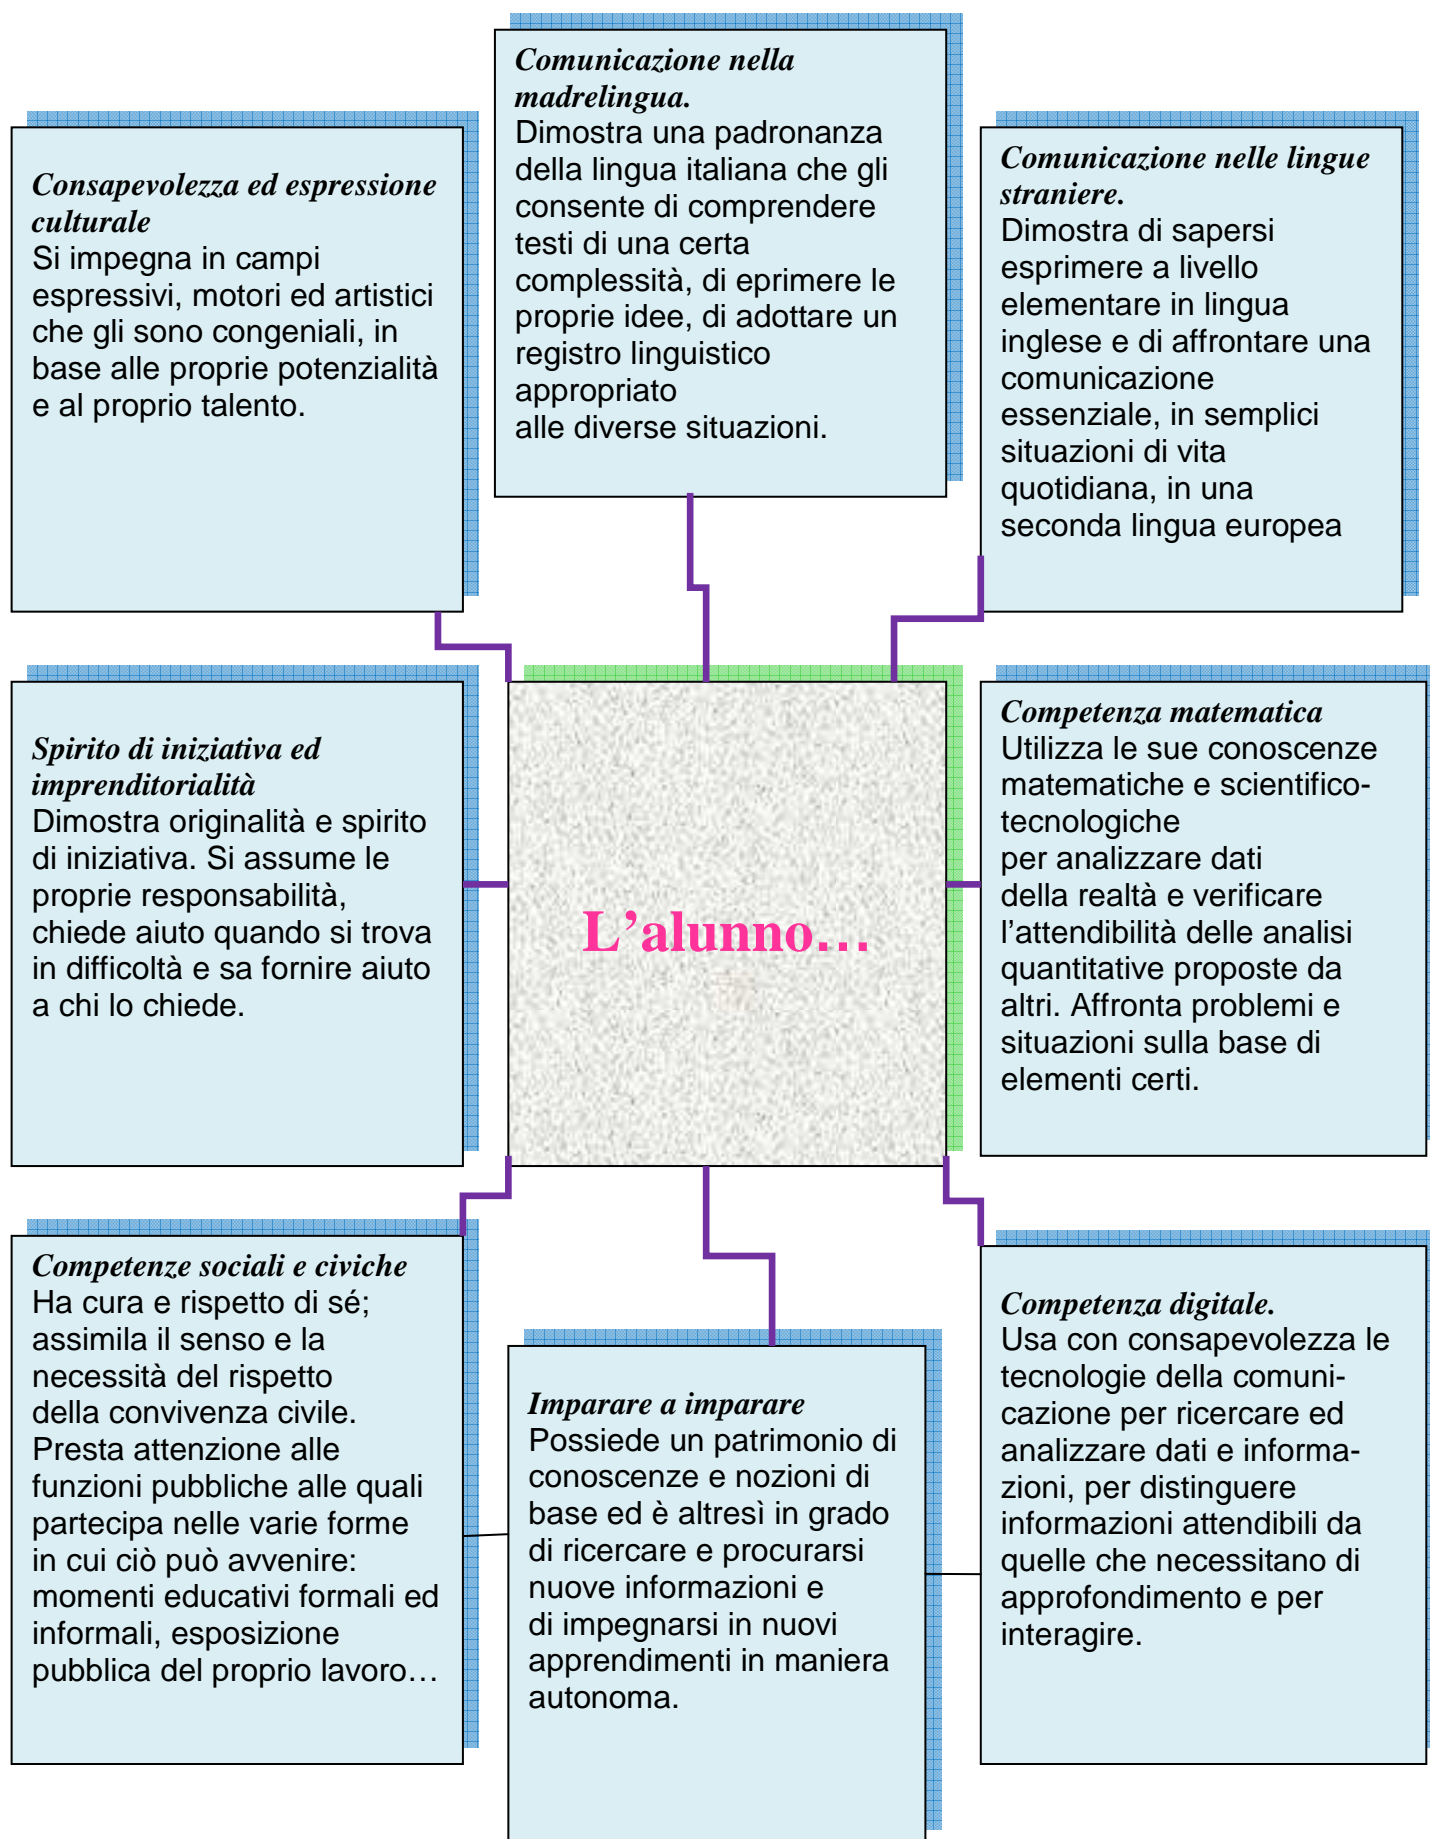 Comunicazione nella
madrelingua.
Dimostra una padronanza
della lingua italiana che gli
consente di comprendere
testi di una certa
complessità, di eprimere le
proprie idee, di adottare un
registro linguistico
appropriato
alle diverse situazioni.
Consapevolezza ed espressione
culturale
Si impegna in campi
espressivi, motori ed artistici
che gli sono congeniali, in
base alle proprie potenzialità
e al proprio talento.
Comunicazione nelle lingue
straniere.
Dimostra di sapersi
esprimere a livello
elementare in lingua
inglese e di affrontare una
comunicazione
essenziale, in semplici
situazioni di vita
quotidiana, in una
seconda lingua europea
Spirito di iniziativa ed
imprenditorialità
Dimostra originalità e spirito
di iniziativa. Si assume le
proprie responsabilità,
chiede aiuto quando si trova
in difficoltà e sa fornire aiuto
a chi lo chiede.
L’alunno…
Competenza matematica
Utilizza le sue conoscenze
matematiche e scientifico-
tecnologiche
per analizzare dati
della realtà e verificare
l’attendibilità delle analisi
quantitative proposte da
altri. Affronta problemi e
situazioni sulla base di
elementi certi.
Competenze sociali e civiche
Ha cura e rispetto di sé;
assimila il senso e la
necessità del rispetto
della convivenza civile.
Presta attenzione alle
funzioni pubbliche alle quali
partecipa nelle varie forme
in cui ciò può avvenire:
momenti educativi formali ed
informali, esposizione
pubblica del proprio lavoro…
Imparare a imparare
Possiede un patrimonio di
conoscenze e nozioni di
base ed è altresì in grado
di ricercare e procurarsi
nuove informazioni e
di impegnarsi in nuovi
apprendimenti in maniera
autonoma.
Competenza digitale.
Usa con consapevolezza le
tecnologie della comuni-
cazione per ricercare ed
analizzare dati e informa-
zioni, per distinguere
informazioni attendibili da
quelle che necessitano di
approfondimento e per
interagire.